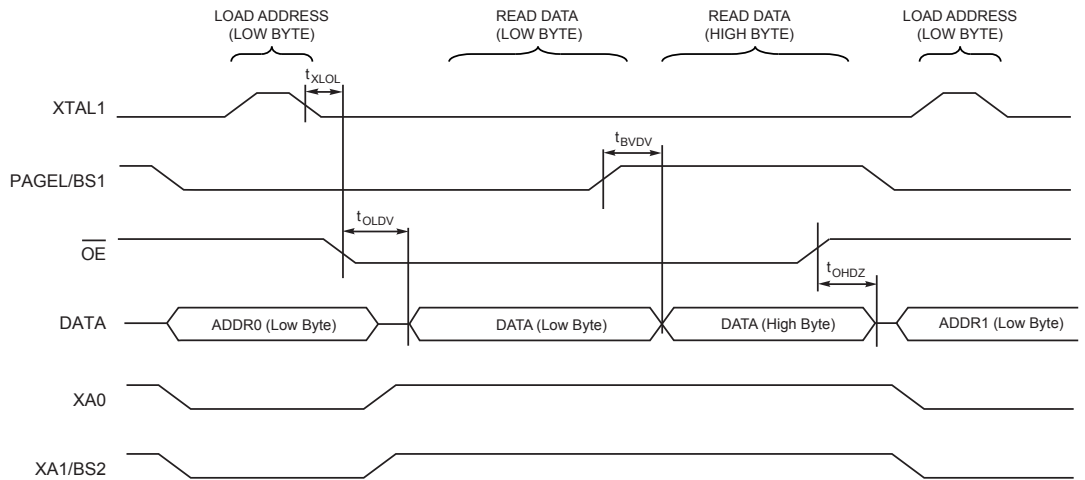 LOAD ADDRESS
(LOW BYTE)
READ DATA
(LOW BYTE)
READ DATA
(HIGH BYTE)
LOAD ADDRESS
(LOW BYTE)
tXLOL
XTAL1
tBVDV
PAGEL/BS1
tOLDV
OE
tOHDZ
DATA
ADDR0 (Low Byte)
DATA (Low Byte)
DATA (High Byte)
ADDR1 (Low Byte)
XA0
XA1/BS2